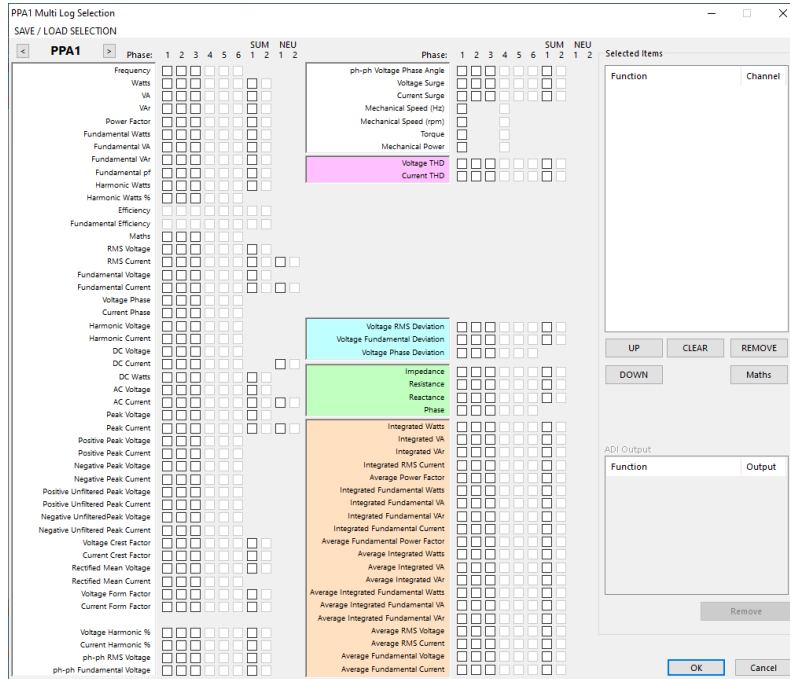 PPA1 Multi Log Selection
SAVE / LOAD SELECTION
< PPA1 >
SUM NEU
Phase: 1 2 3 4 5 6 1 2 1 2
Frequency
Watts
VA
VAr
Power Factor
Fundamental Watts
Fundamental VA
Fundamental VAr
Fundamental pf
Harmonic Watts
Harmonic Watts %
Efficiency
Fundamental Efficiency
Maths
RMS Voltage
RMS Current
Fundamental Voltage
Fundamental Current
Voltage Phase
Current Phase
Harmonic Voltage
Harmonic Current
DC Voltage
DC Current
DC Watts
AC Voltage
AC Current
Peak Voltage
Peak Current
Positive Peak Voltage
Positive Peak Current
Negative Peak Voltage
Negative Peak Current
Positive Unfiltered Peak Voltage
Positive Unfiltered Peak Current
Negative UnfilteredPeak Voltage
Negative Unfiltered Peak Current
Voltage Crest Factor
Current Crest Factor
Rectified Mean Voltage
Rectified Mean Current
Voltage Form Factor
Current Form Factor
Voltage Harmonic %
Current Harmonic %
ph-ph RMS Voltage
ph-ph Fundamental Voltage
SUM NEU
Phase: 1 2 3 4 5 6 1 2 1 2
ph-ph Voltage Phase Angle
Voltage Surge
Current Surge
Mechanical Speed (Hz)
Mechanical Speed (rpm)
Torque
Mechanical Power
Voltage THD
Current THD
Voltage RMS Deviation
Voltage Fundamental Deviation
Voltage Phase Deviation
Impedance
Resistance
Reactance
Phase
Integrated Watts
Integrated VA
Integrated VAr
Integrated RMS Current
Average Power Factor
Integrated Fundamental Watts
Integrated Fundamental VA
Integrated Fundamental VAr
Integrated Fundamental Current
Average Fundamental Power Factor
Average Integrated Watts
Average Integrated VA
Average Integrated VAr
Average Integrated Fundamental Watts
Average Integrated Fundamental VA
Average Integrated Fundamental VAr
Average RMS Voltage
Average RMS Current
Average Fundamental Voltage
Average Fundamental Current
Selected Items
Function Channel
UP CLEAR REMOVE
DOWN Maths
ADI Output
Function Output
Remove
OK Cancel